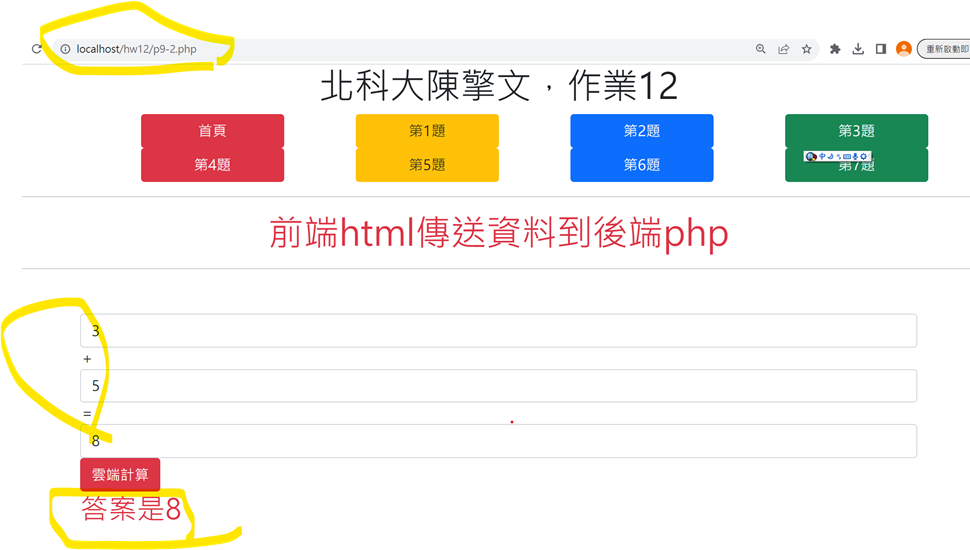 localhost/hw12/p9-2.php
重新啟動即
北科大陳擎文，作業12
首頁
第1題
第2題
第3題
第4題
第5題
第6題
第7題
前端html傳送資料到後端php
3
+
5
=
8
雲端計算
答案是8